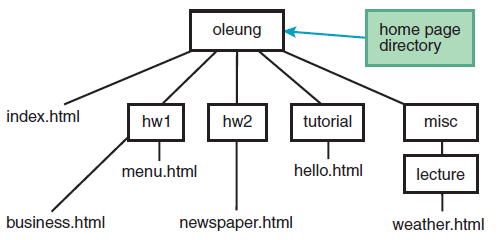 oleung
home page
directory
index.html
hw1
hw2
tutorial
misc
menu.html
hello.html
lecture
business.html
newspaper.html
weather.html